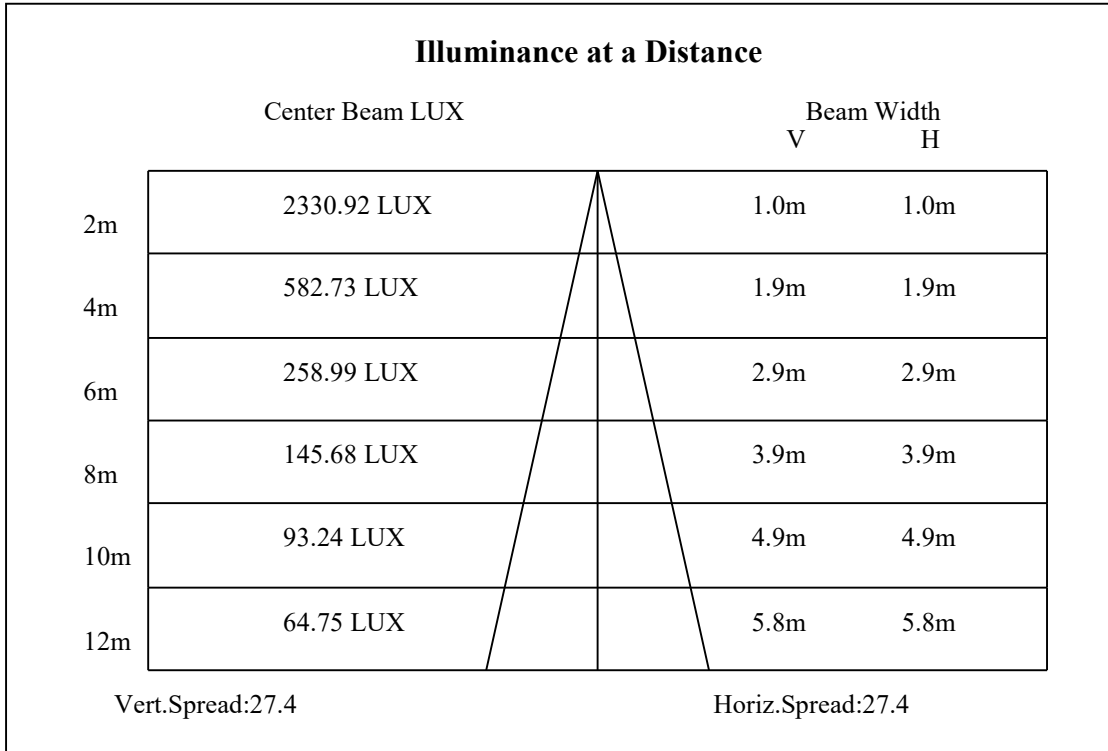 Illuminance at a Distance
Center Beam LUX Beam Width
V H
2m 2330.92 LUX 1.0m 1.0m
4m 582.73 LUX 1.9m 1.9m
6m 258.99 LUX 2.9m 2.9m
8m 145.68 LUX 3.9m 3.9m
10m 93.24 LUX 4.9m 4.9m
12m 64.75 LUX 5.8m 5.8m
Vert.Spread:27.4 Horiz.Spread:27.4